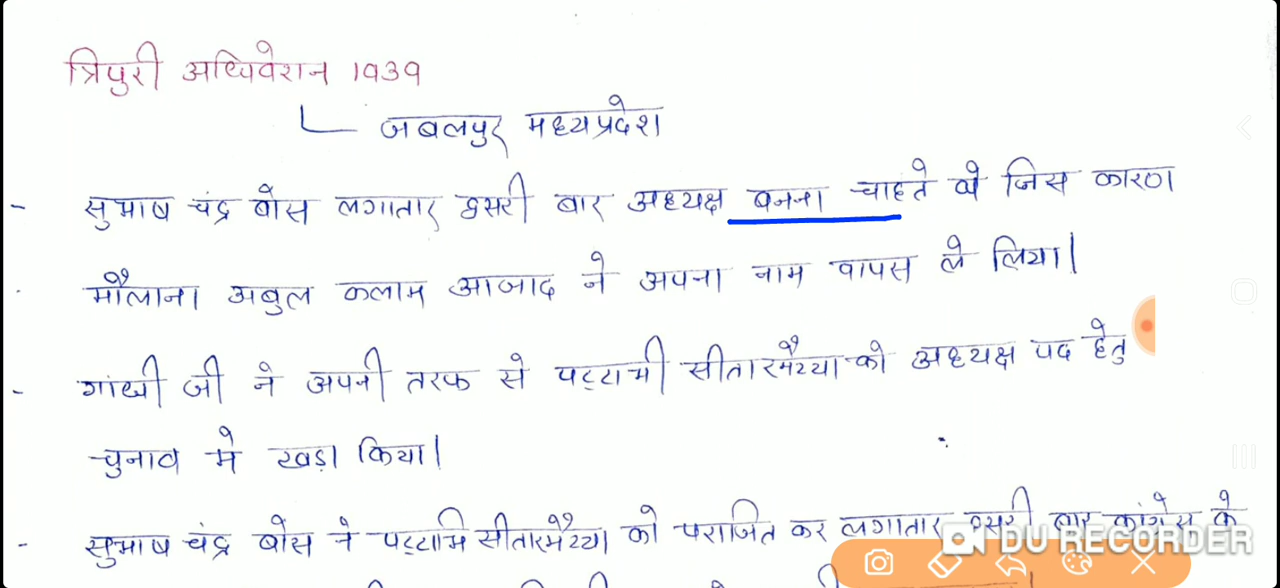 त्रिपुरी अधिवेशन 1939
जबलपुर मध्यप्रदेश
- सुभाष चंद्र बोस लगातार दुसरी बार अध्यक्ष बनना चाहते थे जिस कारण
मौलाना अबुल कलाम आजाद ने अपना नाम वापस ले लिया।
- गांधी जी ने अपनी तरफ से पट्टाभी सीतारमैय्या को अध्यक्ष पद हेतु
चुनाव मे खड़ा किया।
- सुभाष चंद्र बोस ने पट्टाभि सीतारमैय्या को पराजित कर लगातार दुसरी बार कांग्रेस के
DU RECORDER